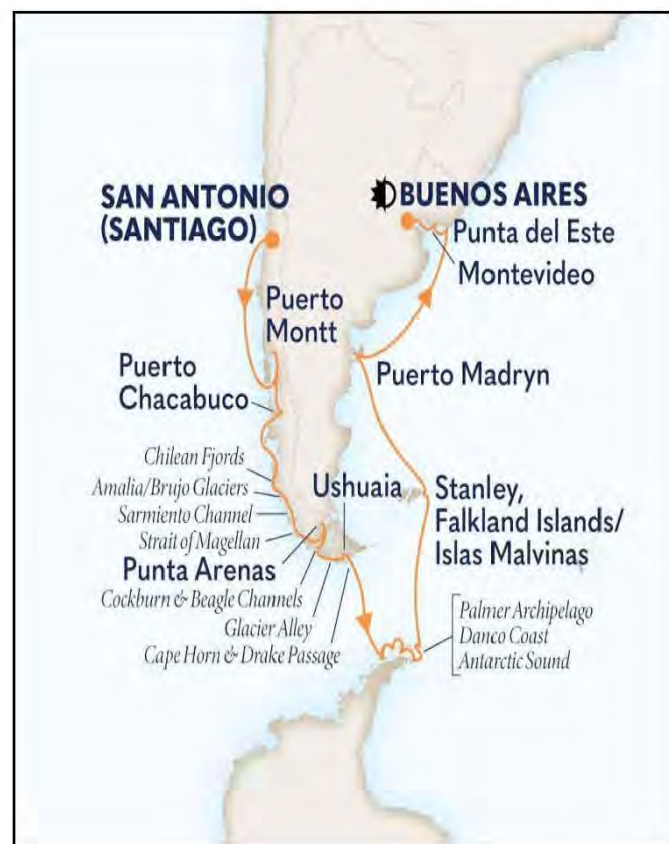 SAN ANTONIO
(SANTIAGO)
BUENOS AIRES
Punta del Este
Montevideo
Puerto
Montt
Puerto
Chacabuco
Puerto Madryn
Chilean Fjords
Amalia/Brujo Glaciers
Sarmiento Channel
Strait of Magellan
Ushuaia
Stanley,
Falkland Islands/
Islas Malvinas
Punta Arenas
Cockburn & Beagle Channels
Glacier Alley
Cape Horn & Drake Passage
Palmer Archipelago
Danco Coast
Antarctic Sound